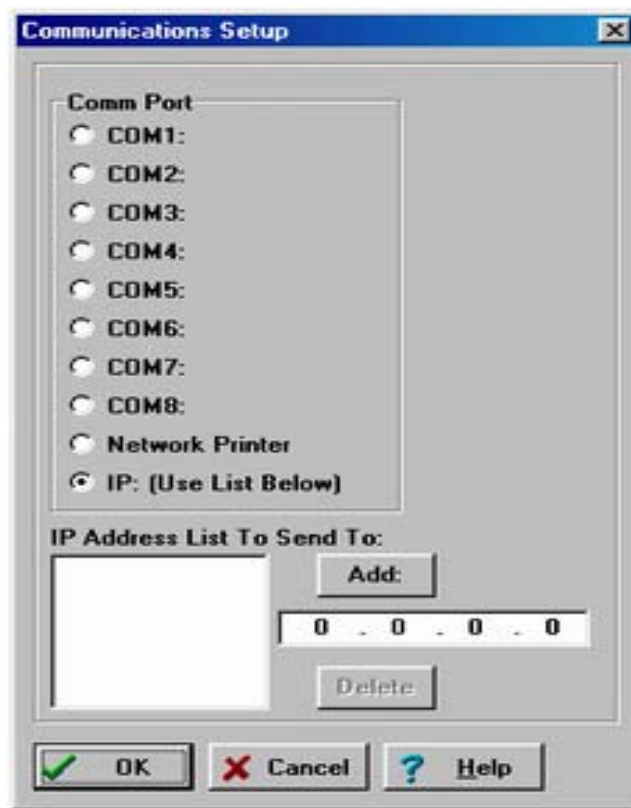 Communications Setup
Comm Port
COM1:
COM2:
COM3:
COM4:
COM5:
COM6:
COM7:
COM8:
Network Printer
IP: (Use List Below)
IP Address List To Send To:
Add:
0 . 0 . 0 . 0
Delete
OK Cancel ? Help